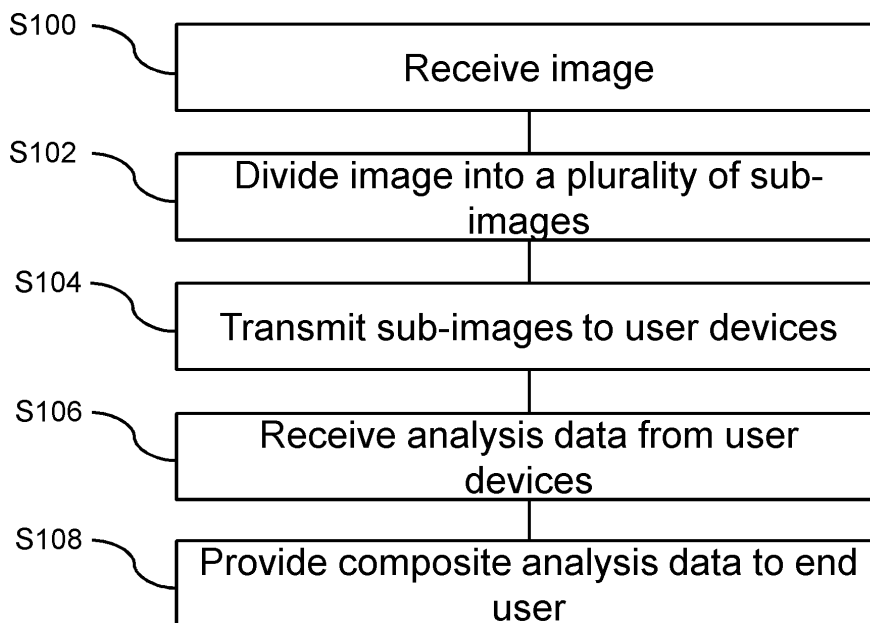 S100
Receive image
S102
Divide image into a plurality of sub-
images
S104
Transmit sub-images to user devices
S106
Receive analysis data from user
devices
S108
Provide composite analysis data to end
user